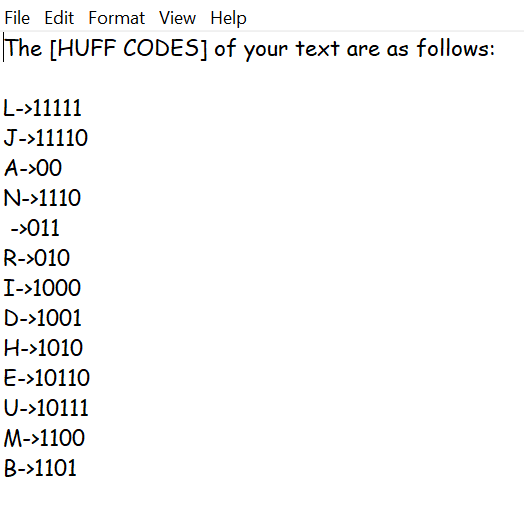 File Edit Format View Help
The [HUFF CODES] of your text are as follows:
L->11111
J->11110
A->00
N->1110
 ->011
R->010
I->1000
D->1001
H->1010
E->10110
U->10111
M->1100
B->1101